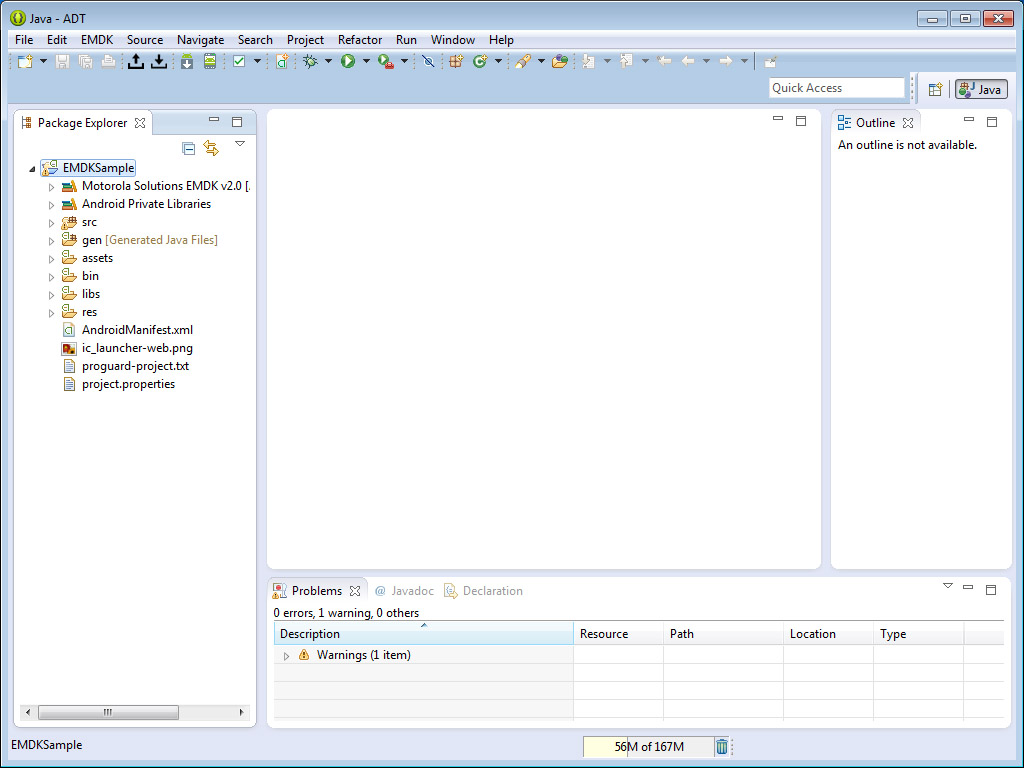 Java - ADT
File Edit EMDK Source Navigate Search Project Refactor Run Window Help
Quick Access
Java
Package Explorer
EMDKSample
Motorola Solutions EMDK v2.0 [
Android Private Libraries
src
gen [Generated Java Files]
assets
bin
libs
res
AndroidManifest.xml
ic_launcher-web.png
proguard-project.txt
project.properties
Outline
An outline is not available.
Problems @ Javadoc Declaration
0 errors, 1 warning, 0 others
Description Resource Path Location Type
Warnings (1 item)
EMDKSample
56M of 167M